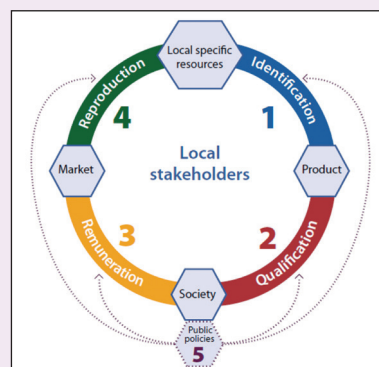 Local specific
resources
Identification
1
Product
2
Qualification
Society
Remuneration
3
Market
4
Reproduction
Local
stakeholders
Public
policies
5